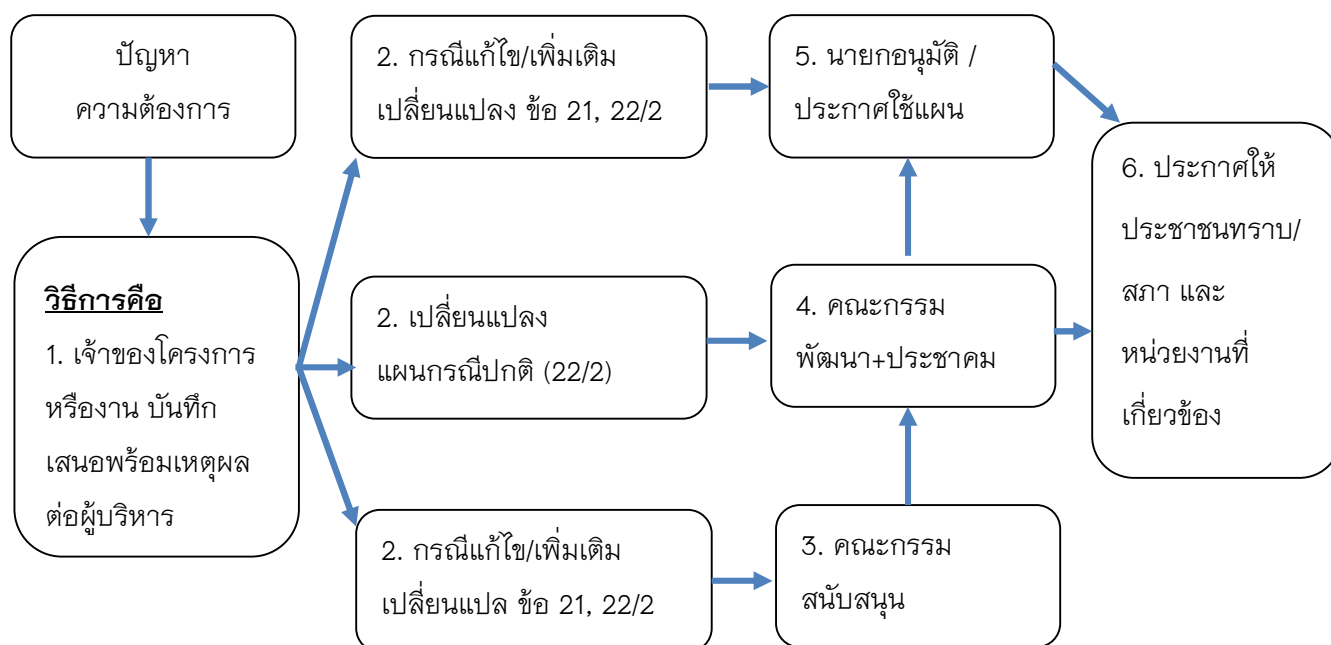 ปัญหา
ความต้องการ
วิธีการคือ
1. เจ้าของโครงการ
หรืองาน บันทึก
เสนอพร้อมเหตุผล
ต่อผู้บริหาร
2. กรณีแก้ไข/เพิ่มเติม
เปลี่ยนแปลง ข้อ 21, 22/2
2. เปลี่ยนแปลง
แผนกรณีปกติ (22/2)
2. กรณีแก้ไข/เพิ่มเติม
เปลี่ยนแปล ข้อ 21, 22/2
3. คณะกรรม
สนับสนุน
4. คณะกรรม
พัฒนา+ประชาคม
5. นายกอนุมัติ /
ประกาศใช้แผน
6. ประกาศให้
ประชาชนทราบ/
สภา และ
หน่วยงานที่
เกี่ยวข้อง